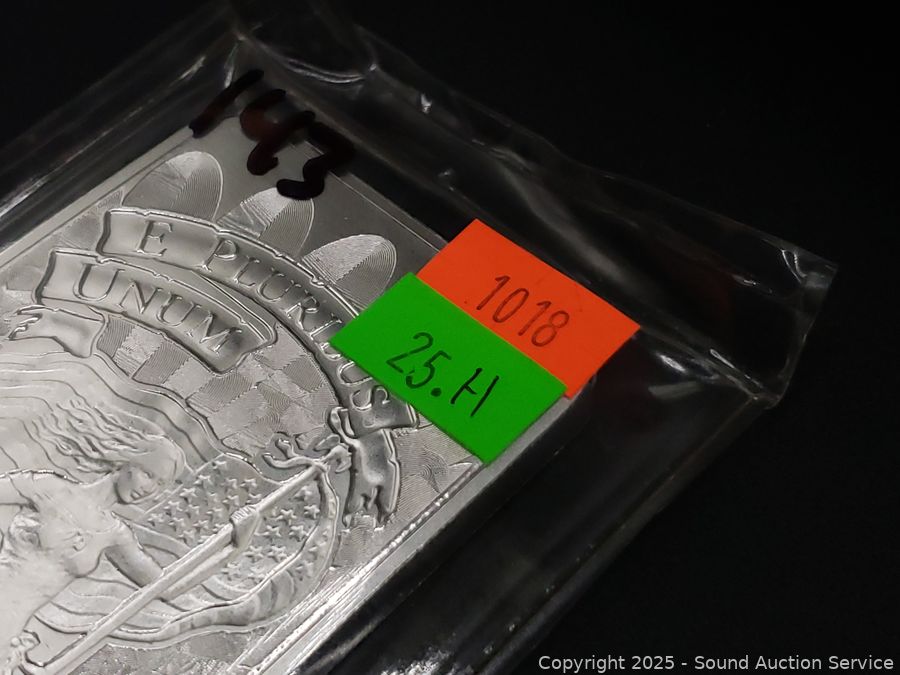 143
E PLURIBUS
UNUM
1018
25.H
Copyright © 2025 - Sound Auction Service